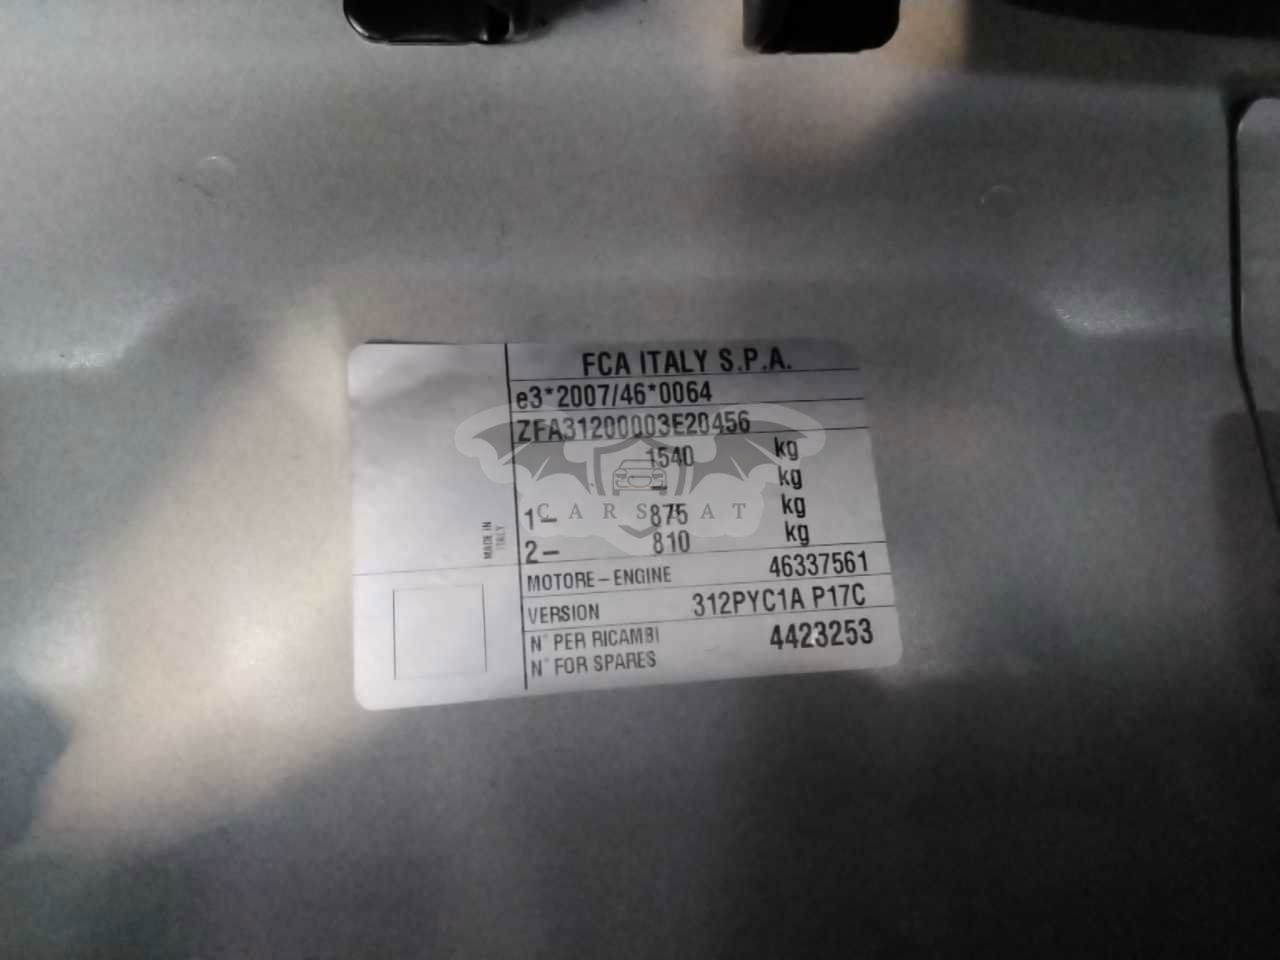 FCA ITALY S.P.A.
e3*2007/46*0064
ZFA31200003E20456
1540 kg
– kg
1– 875 kg
2– 810 kg
MADE IN
ITALY
MOTORE–ENGINE 46337561
VERSION 312PYC1A P17C
N° PER RICAMBI
N° FOR SPARES
4423253
CARSPAT